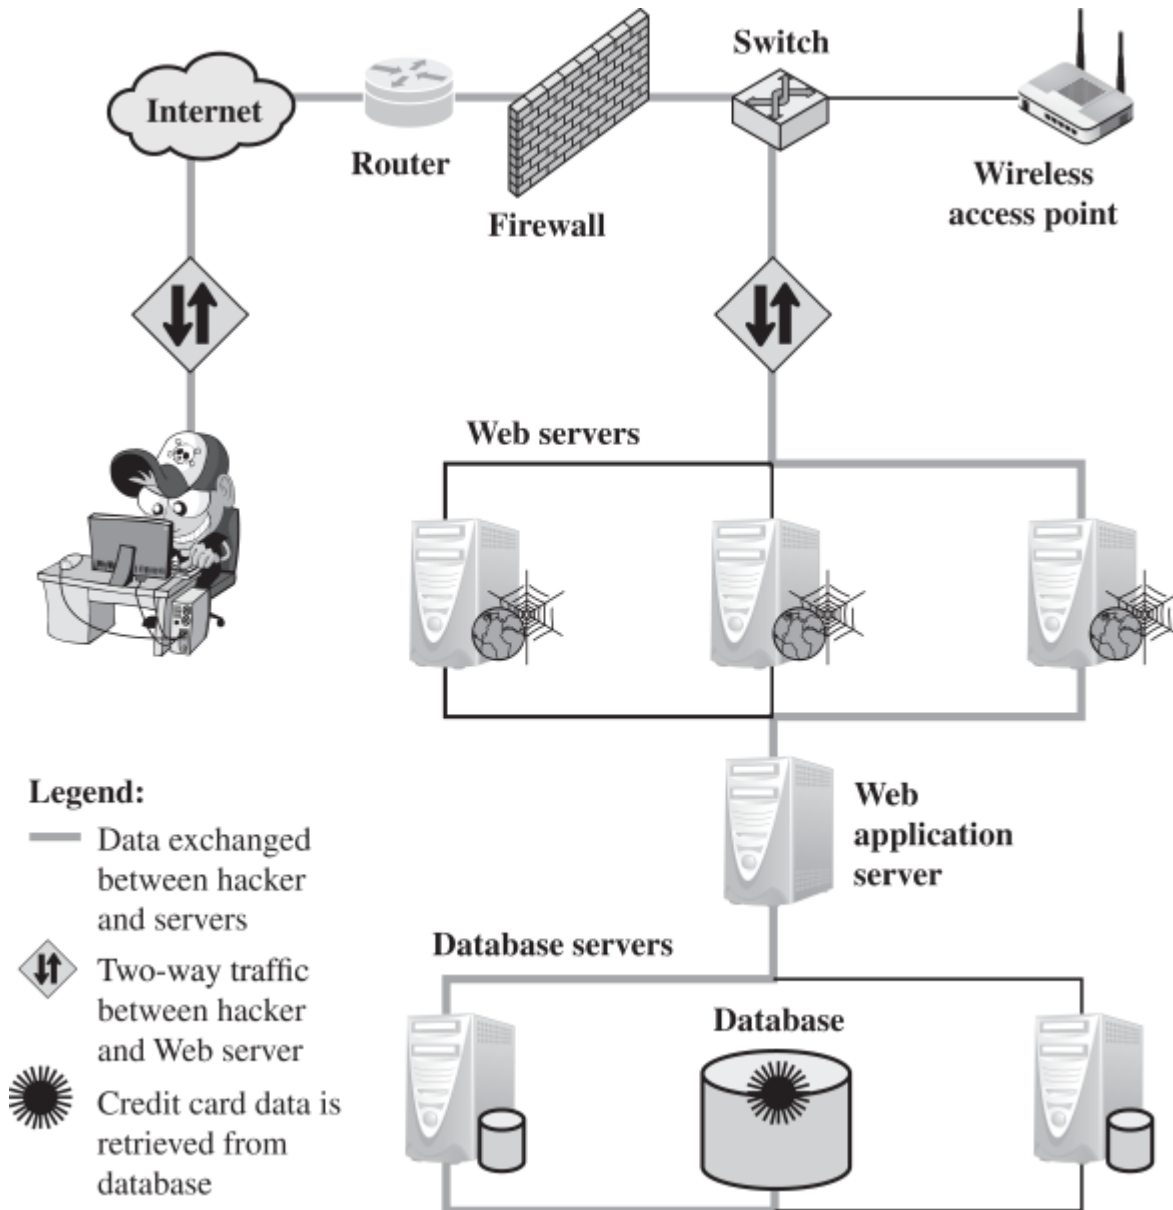 Switch
Internet
Router
Firewall
Wireless
access point
Web servers
Legend:
Data exchanged
between hacker
and servers
Two-way traffic
between hacker
and Web server
Credit card data is
retrieved from
database
Web
application
server
Database servers
Database